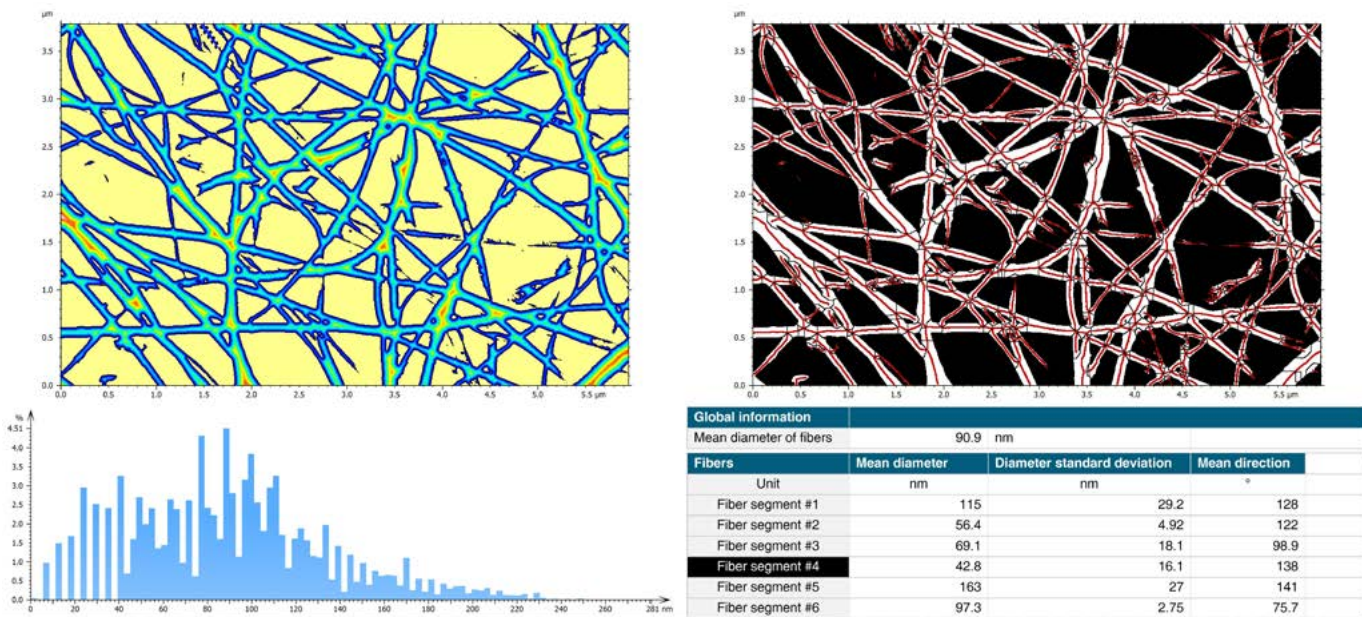 µm
3.5
3.0
2.5
2.0
1.5
1.0
0.5
0.0
0.0 0.5 1.0 1.5 2.0 2.5 3.0 3.5 4.0 4.5 5.0 5.5 µm
µm
3.5
3.0
2.5
2.0
1.5
1.0
0.5
0.0
0.0 0.5 1.0 1.5 2.0 2.5 3.0 3.5 4.0 4.5 5.0 5.5 µm
%
4.51
4.0
3.5
3.0
2.5
2.0
1.5
1.0
0.5
0.0
0 20 40 60 80 100 120 140 160 180 200 220 240 260 281 nm
Global information
Mean diameter of fibers 90.9 nm
Fibers Mean diameter Diameter standard deviation Mean direction
Unit nm nm °
Fiber segment #1 115 29.2 128
Fiber segment #2 56.4 4.92 122
Fiber segment #3 69.1 18.1 98.9
Fiber segment #4 42.8 16.1 138
Fiber segment #5 163 27 141
Fiber segment #6 97.3 2.75 75.7